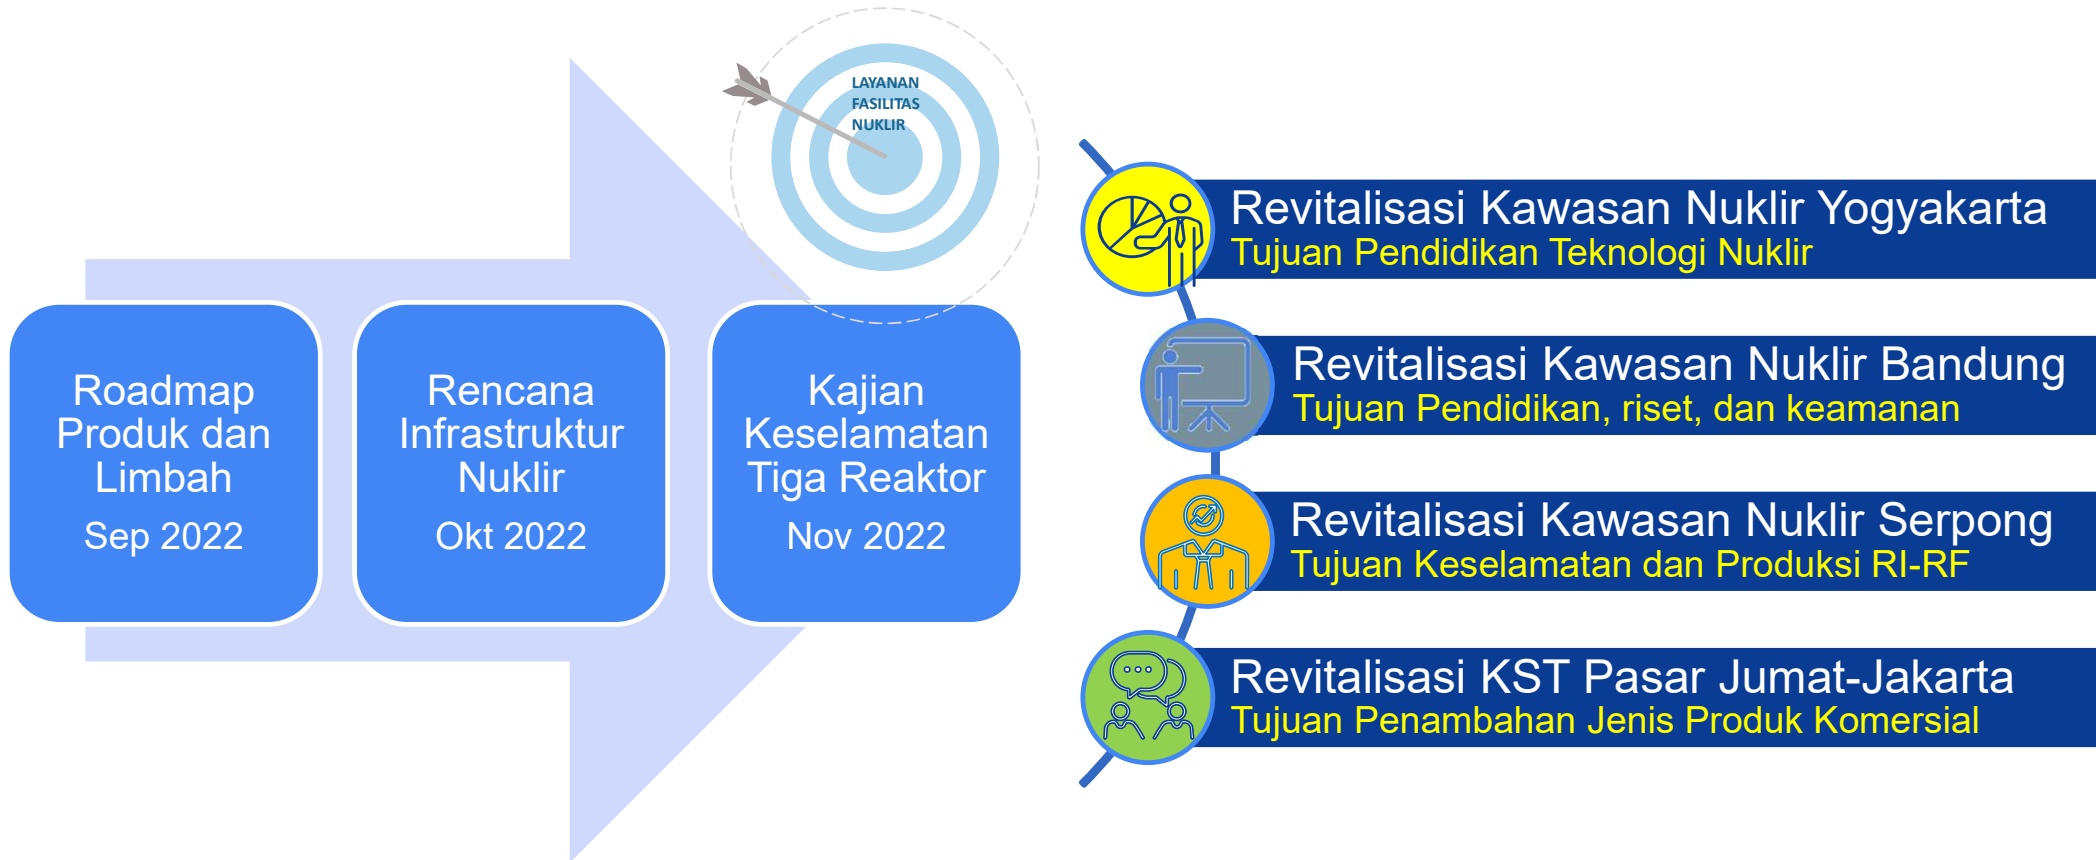 LAYANAN
FASILITAS
NUKLIR
Roadmap
Produk dan
Limbah
Sep 2022
Rencana
Infrastruktur
Nuklir
Okt 2022
Kajian
Keselamatan
Tiga Reaktor
Nov 2022
Revitalisasi Kawasan Nuklir Yogyakarta
Tujuan Pendidikan Teknologi Nuklir
Revitalisasi Kawasan Nuklir Bandung
Tujuan Pendidikan, riset, dan keamanan
Revitalisasi Kawasan Nuklir Serpong
Tujuan Keselamatan dan Produksi RI-RF
Revitalisasi KST Pasar Jumat-Jakarta
Tujuan Penambahan Jenis Produk Komersial